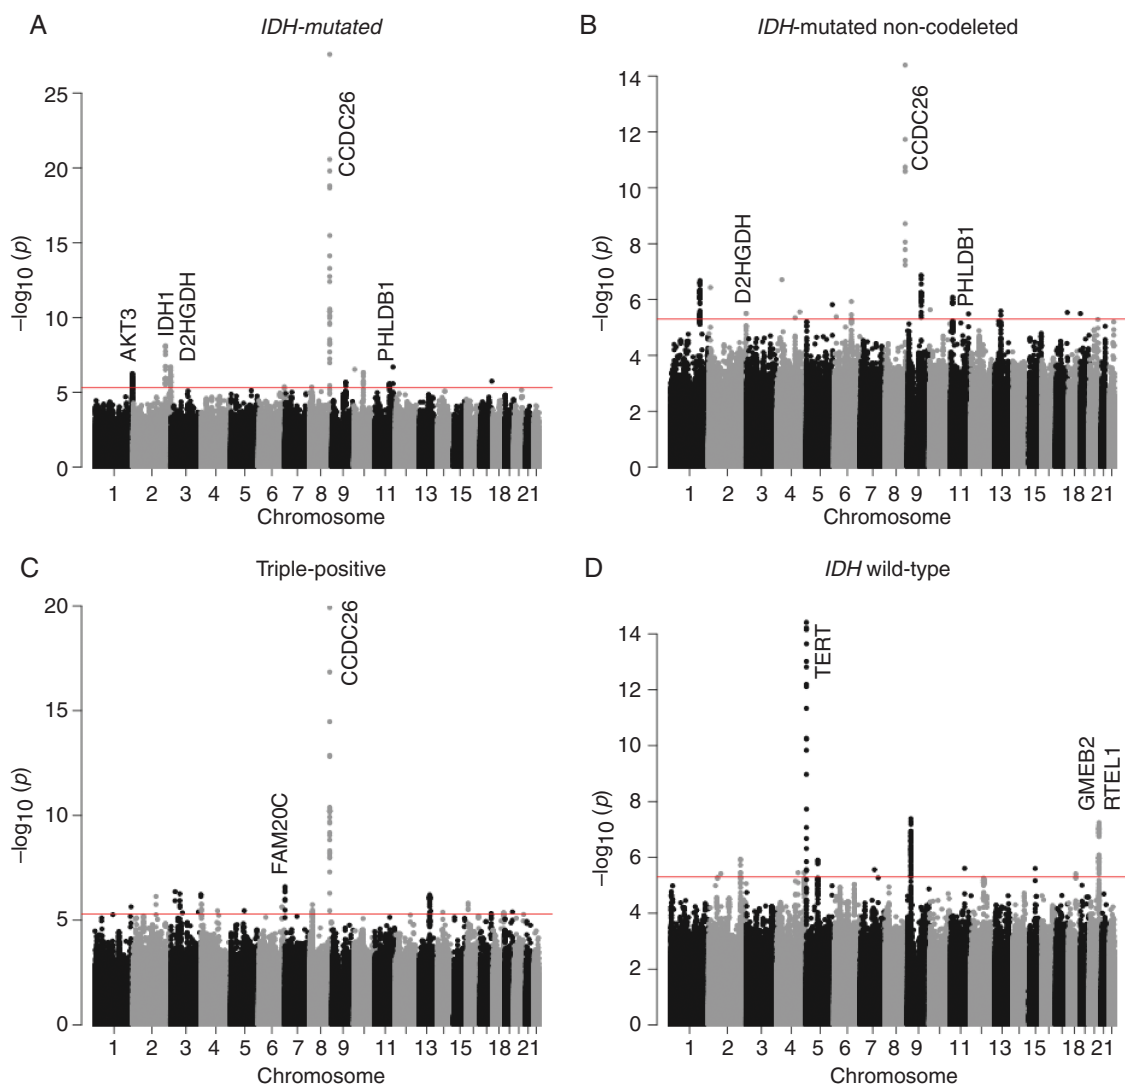 A
IDH-mutated
25
20
15
10
5
0
–log10 (p)
AKT3
IDH1
D2HGDH
CCDC26
PHLDB1
1 2 3 4 5 6 7 8 9 11 13 15 18 21
Chromosome
B
IDH-mutated non-codeleted
14
12
10
8
6
4
2
0
–log10 (p)
D2HGDH
CCDC26
PHLDB1
1 2 3 4 5 6 7 8 9 11 13 15 18 21
Chromosome
C
Triple-positive
20
15
10
5
0
–log10 (p)
FAM20C
CCDC26
1 2 3 4 5 6 7 8 9 11 13 15 18 21
Chromosome
D
IDH wild-type
14
12
10
8
6
4
2
0
–log10 (p)
TERT
GMEB2
RTEL1
1 2 3 4 5 6 7 8 9 11 13 15 18 21
Chromosome